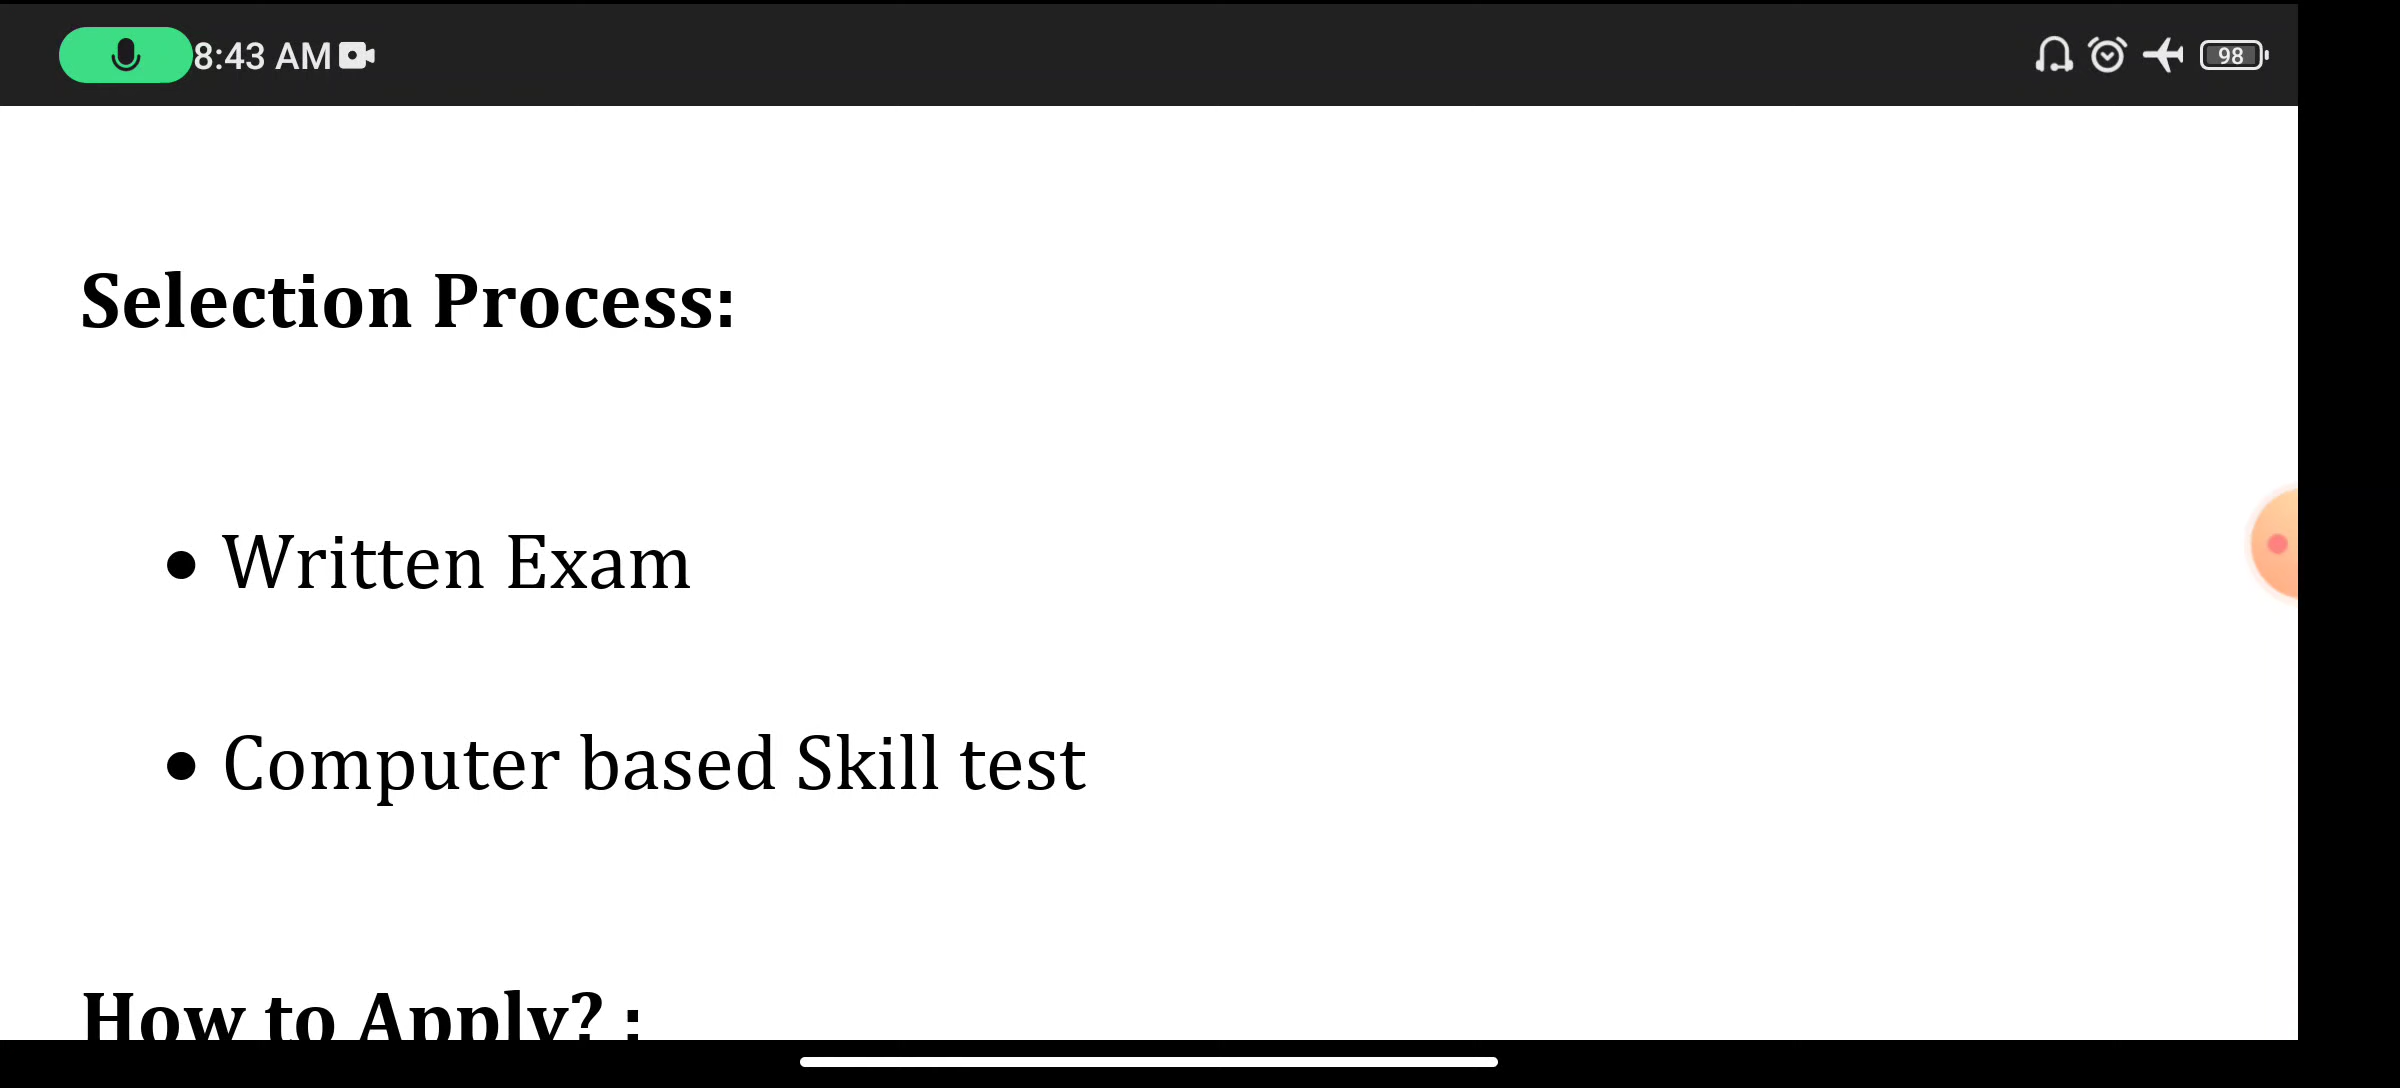 8:43 AM
98
Selection Process:
• Written Exam
• Computer based Skill test
How to Apply? :